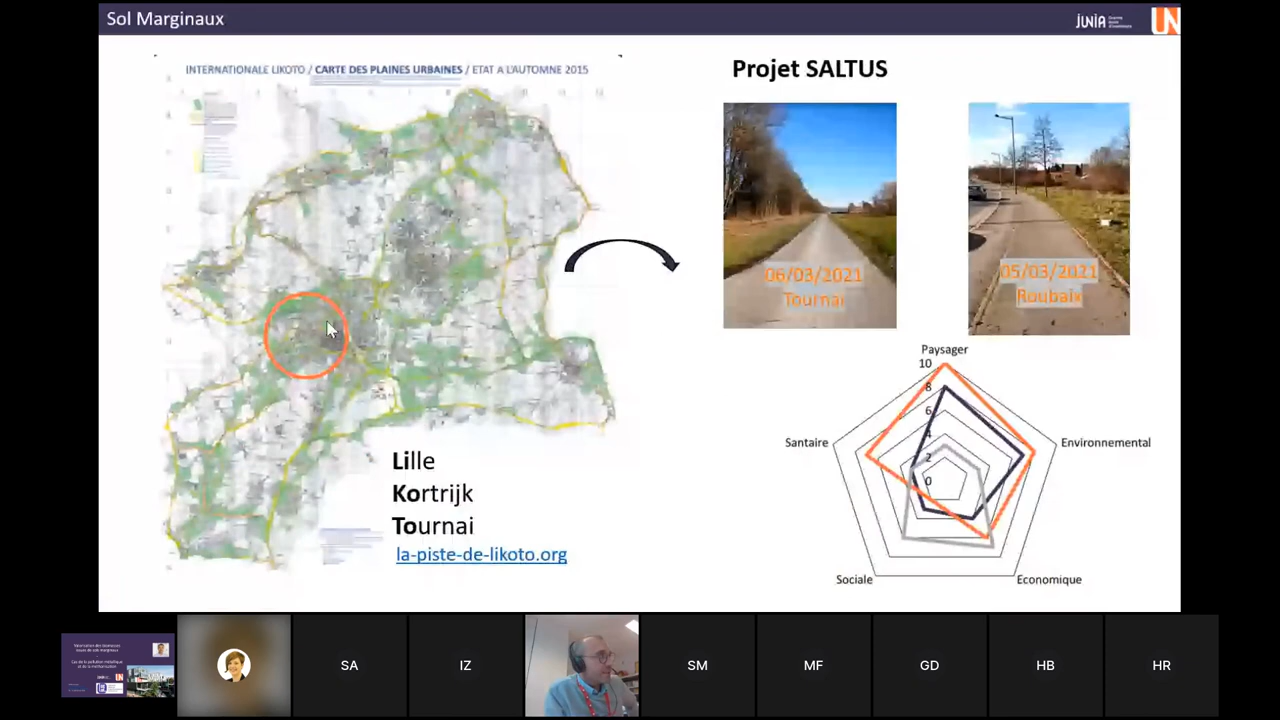 Sol Marginaux
JUNIA
INTERNATIONALE LIKOTO / CARTE DES PLAINES URBAINES / ETAT A L'AUTOMNE 2015
Projet SALTUS
06/03/2021
Tournai
05/03/2021
Roubaix
Paysager
10
8
6
4
2
0
Santaire
Environnemental
Sociale
Economique
Lille
Kortrijk
Tournai
la-piste-de-likoto.org
SA
IZ
SM
MF
GD
HB
HR